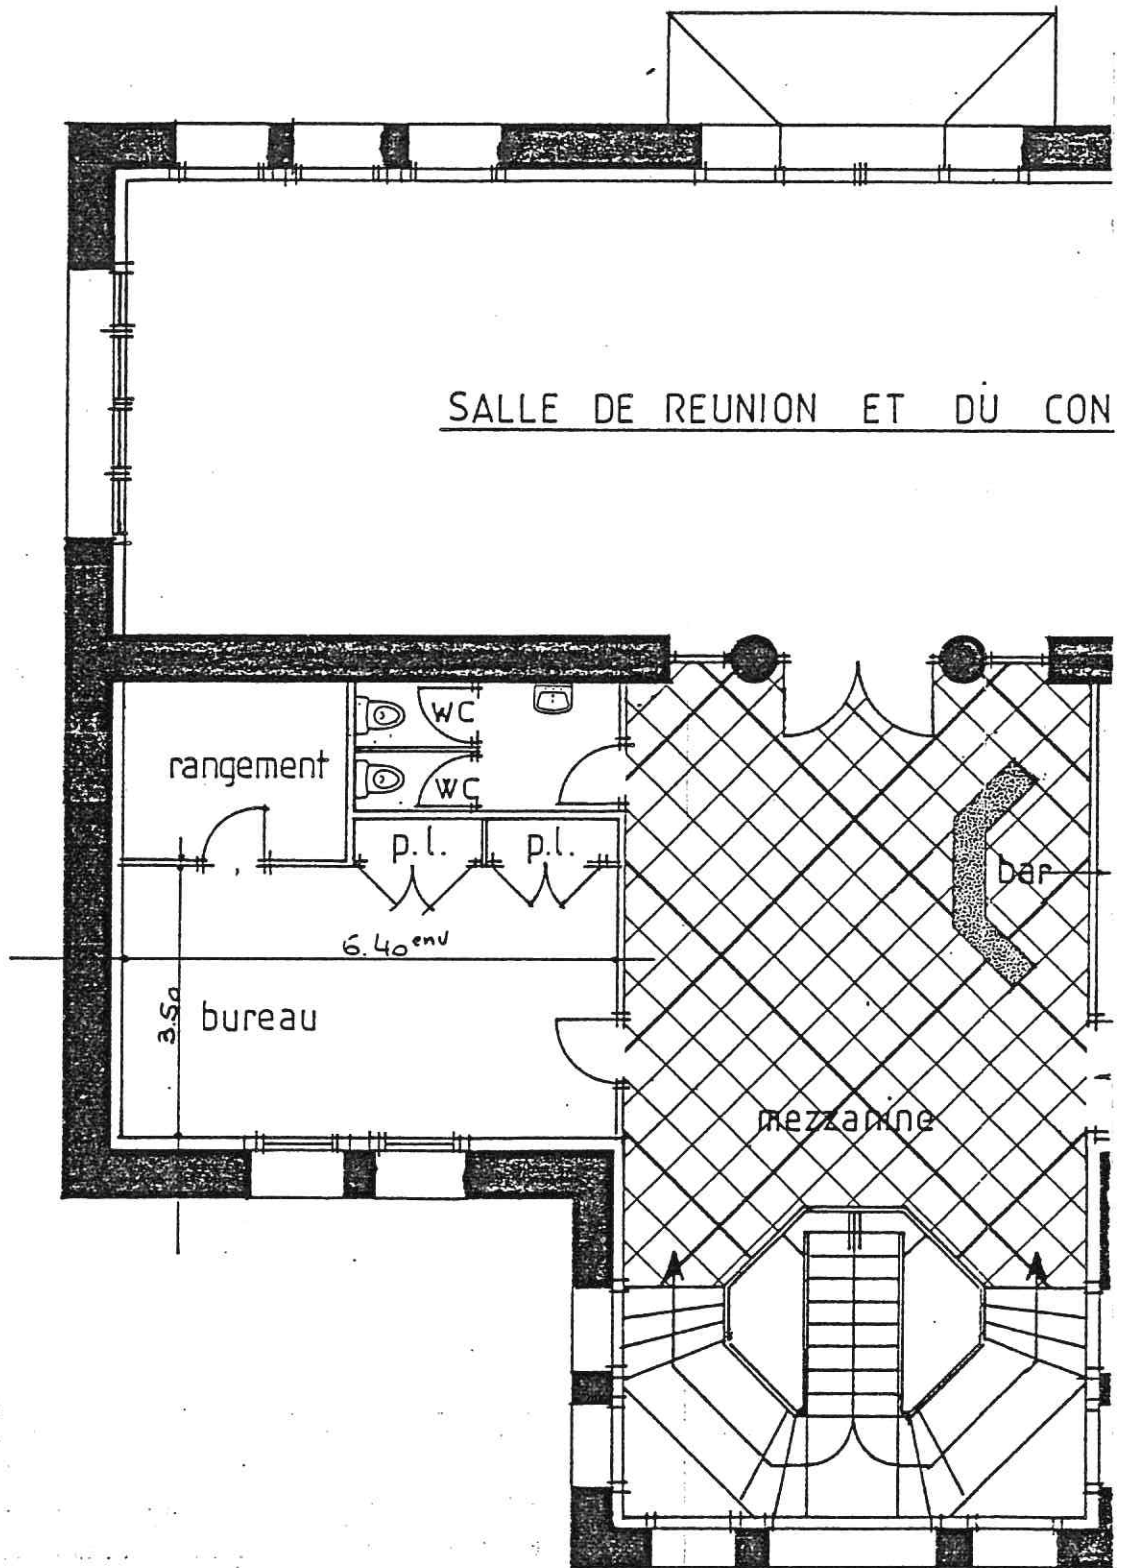 SALLE DE REUNION ET DU CON
WC
rangement
WC
p.l. p.l.
bar
6.40 env
3.50
bureau
mezzanine